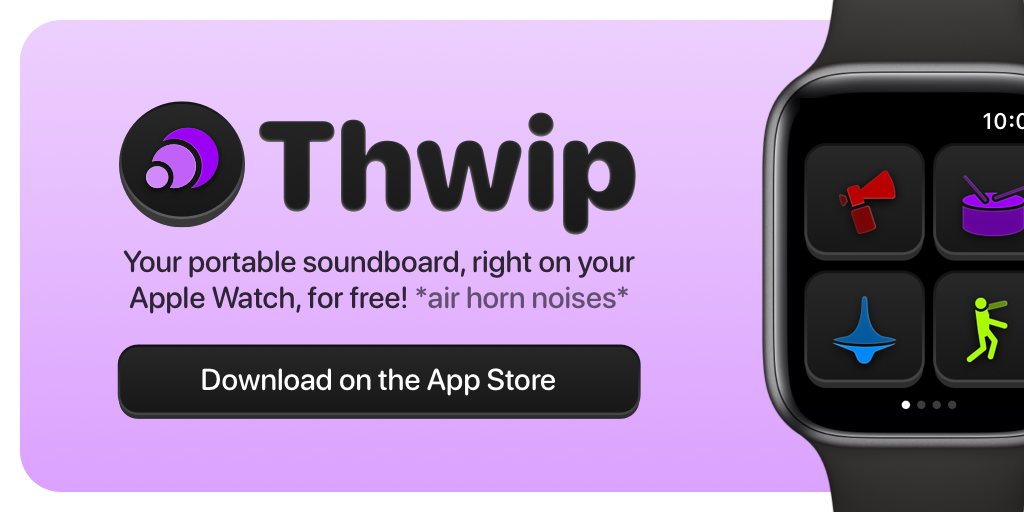 Thwip
Your portable soundboard, right on your
Apple Watch, for free! *air horn noises*
Download on the App Store